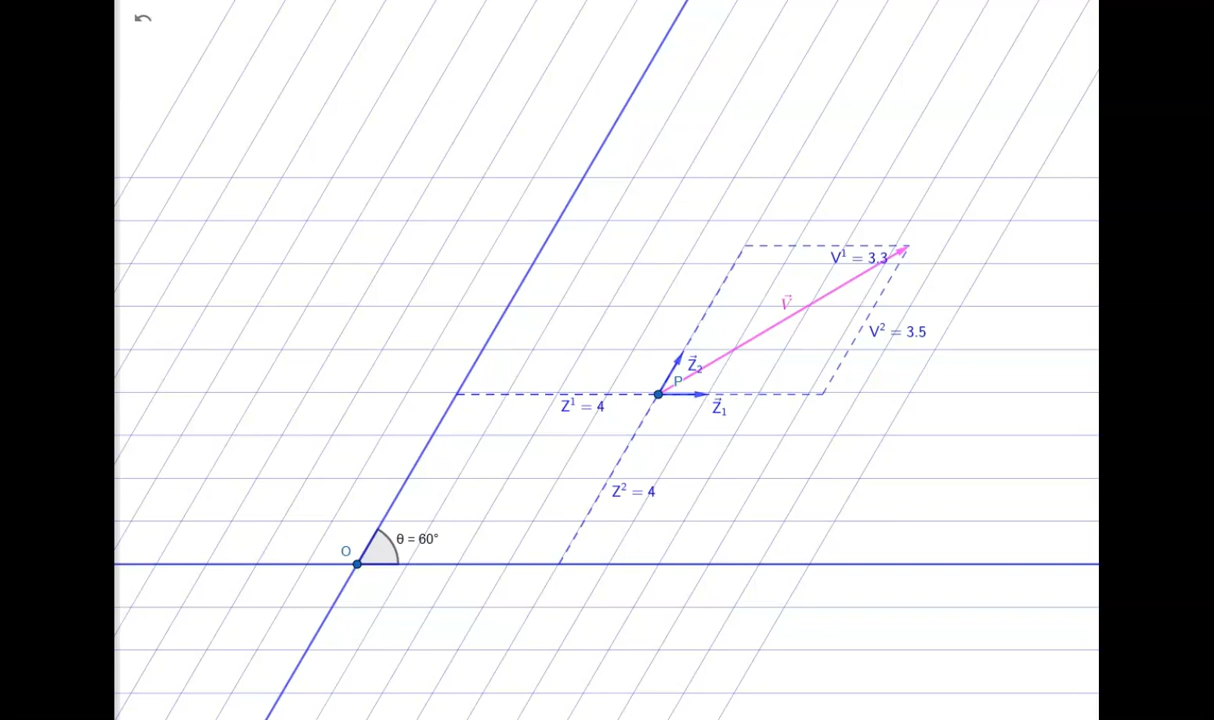 V¹ = 3.3
V⃗
V² = 3.5
Z⃗₂
P
Z¹ = 4
Z⃗₁
Z² = 4
θ = 60°
O